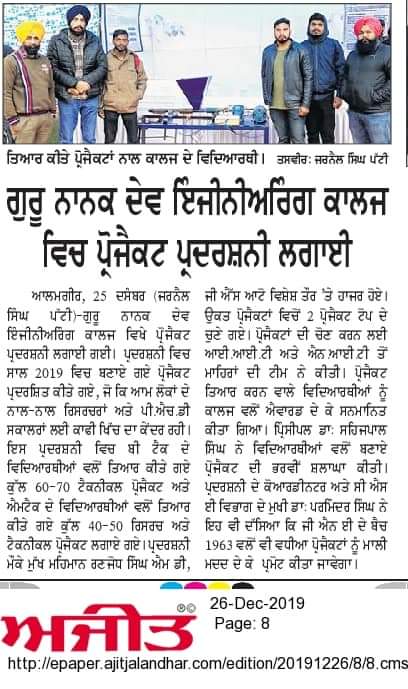 ਤਿਆਰ ਕੀਤੇ ਪ੍ਰੋਜੈਕਟਾਂ ਨਾਲ ਕਾਲਜ ਦੇ ਵਿਦਿਆਰਥੀ। ਤਸਵੀਰ: ਜਰਨੈਲ ਸਿੰਘ ਪੱਟੀ
ਗੁਰੂ ਨਾਨਕ ਦੇਵ ਇੰਜੀਨੀਅਰਿੰਗ ਕਾਲਜ
ਵਿਚ ਪ੍ਰੋਜੈਕਟ ਪ੍ਰਦਰਸ਼ਨੀ ਲਗਾਈ
ਆਲਮਗੀਰ, 25 ਦਸੰਬਰ (ਜਰਨੈਲ
ਸਿੰਘ ਪੱਟੀ)-ਗੁਰੂ ਨਾਨਕ ਦੇਵ
ਇੰਜੀਨੀਅਰਿੰਗ ਕਾਲਜ ਵਿਖੇ ਪ੍ਰੋਜੈਕਟ
ਪ੍ਰਦਰਸ਼ਨੀ ਲਗਾਈ ਗਈ। ਪ੍ਰਦਰਸ਼ਨੀ ਵਿਚ
ਸਾਲ 2019 ਵਿਚ ਬਣਾਏ ਗਏ ਪ੍ਰੋਜੈਕਟ
ਪ੍ਰਦਰਸ਼ਿਤ ਕੀਤੇ ਗਏ, ਜੋ ਕਿ ਆਮ ਲੋਕਾਂ ਦੇ
ਨਾਲ-ਨਾਲ ਰਿਸਰਚਰਾਂ ਅਤੇ ਪੀ.ਐਚ.ਡੀ
ਸਕਾਲਰਾਂ ਲਈ ਕਾਫੀ ਖਿੱਚ ਦਾ ਕੇਂਦਰ ਰਹੀ।
ਇਸ ਪ੍ਰਦਰਸ਼ਨੀ ਵਿਚ ਬੀ ਟੈਕ ਦੇ
ਵਿਦਿਆਰਥੀਆਂ ਵਲੋਂ ਤਿਆਰ ਕੀਤੇ ਗਏ
ਕੁੱਲ 60-70 ਟੈਕਨੀਕਲ ਪ੍ਰੋਜੈਕਟ ਅਤੇ
ਐਮਟੈਕ ਦੇ ਵਿਦਿਆਰਥੀਆਂ ਵਲੋਂ ਤਿਆਰ
ਕੀਤੇ ਗਏ ਕੁੱਲ 40-50 ਰਿਸਰਚ ਅਤੇ
ਟੈਕਨੀਕਲ ਪ੍ਰੋਜੈਕਟ ਲਗਾਏ ਗਏ।ਪ੍ਰਦਰਸ਼ਨੀ
ਮੌਕੇ ਮੁੱਖ ਮਹਿਮਾਨ ਰਣਜੋਧ ਸਿੰਘ ਐਮ ਡੀ,
ਜੀ ਐੱਸ ਆਟੋ ਵਿਸ਼ੇਸ਼ ਤੌਰ 'ਤੇ ਹਾਜਰ ਹੋਏ।
ਉਕਤ ਪ੍ਰੋਜੈਕਟਾਂ ਵਿਚੋਂ 2 ਪ੍ਰੋਜੈਕਟ ਟੌਪ ਦੇ
ਚੁਣੇ ਗਏ। ਪ੍ਰੋਜੈਕਟਾਂ ਦੀ ਚੋਣ ਕਰਨ ਲਈ
ਆਈ.ਆਈ.ਟੀ ਅਤੇ ਐਨ.ਆਈ.ਟੀ ਤੋਂ
ਮਾਹਿਰਾਂ ਦੀ ਟੀਮ ਨੇ ਕੀਤੀ। ਪ੍ਰੋਜੈਕਟ
ਤਿਆਰ ਕਰਨ ਵਾਲੇ ਵਿਦਿਆਰਥੀਆਂ ਨੂੰ
ਕਾਲਜ ਵਲੋਂ ਐਵਾਰਡ ਦੇ ਕੇ ਸਨਮਾਨਿਤ
ਕੀਤਾ ਗਿਆ। ਪ੍ਰਿੰਸੀਪਲ ਡਾ: ਸਹਿਜਪਾਲ
ਸਿੰਘ ਨੇ ਵਿਦਿਆਰਥੀਆਂ ਵਲੋਂ ਬਣਾਏ
ਪ੍ਰੋਜੈਕਟ ਦੀ ਭਰਵੀਂ ਸ਼ਲਾਘਾ ਕੀਤੀ।
ਪ੍ਰਦਰਸ਼ਨੀ ਦੇ ਕੋਆਰਡੀਨੇਟਰ ਅਤੇ ਸੀ ਐਸ
ਈ ਵਿਭਾਗ ਦੇ ਮੁਖੀ ਡਾ: ਪਰਮਿੰਦਰ ਸਿੰਘ ਨੇ
ਇਹ ਵੀ ਦੱਸਿਆ ਕਿ ਜੀ ਐਨ ਈ ਦੇ ਬੈਚ
1963 ਵਲੋਂ ਵੀ ਵਧੀਆ ਪ੍ਰੋਜੈਕਟਾਂ ਨੂੰ ਮਾਲੀ
ਮਦਦ ਦੇ ਕੇ ਪ੍ਰਮੋਟ ਕੀਤਾ ਜਾਵੇਗਾ।
ਅਜੀਤ ®© 26-Dec-2019
Page: 8
http://epaper.ajitjalandhar.com/edition/20191226/8/8.cms